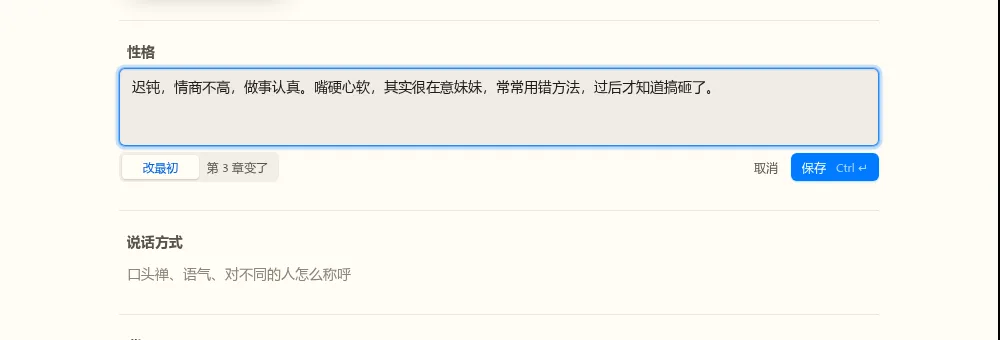 性格
迟钝，情商不高，做事认真。嘴硬心软，其实很在意妹妹，常常用错方法，过后才知道搞砸了。
改最初 第 3 章变了 取消 保存 Ctrl ↵
说话方式
口头禅、语气、对不同的人怎么称呼